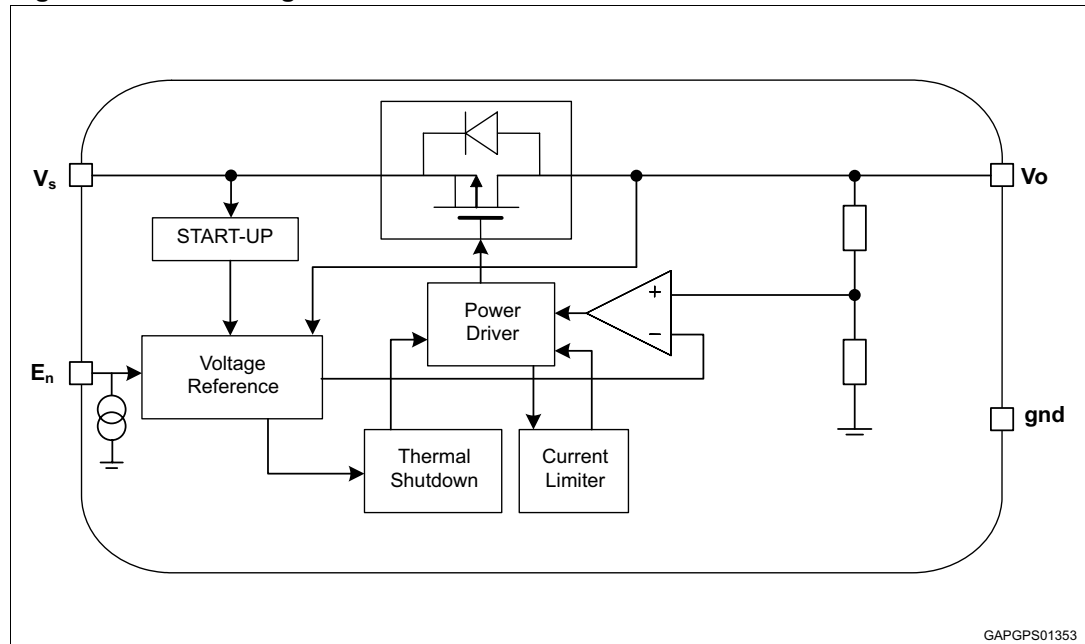 Vs
Vo
START-UP
+
Power
Driver
−
En
Voltage
Reference
gnd
Thermal
Shutdown
Current
Limiter
GAPGPS01353